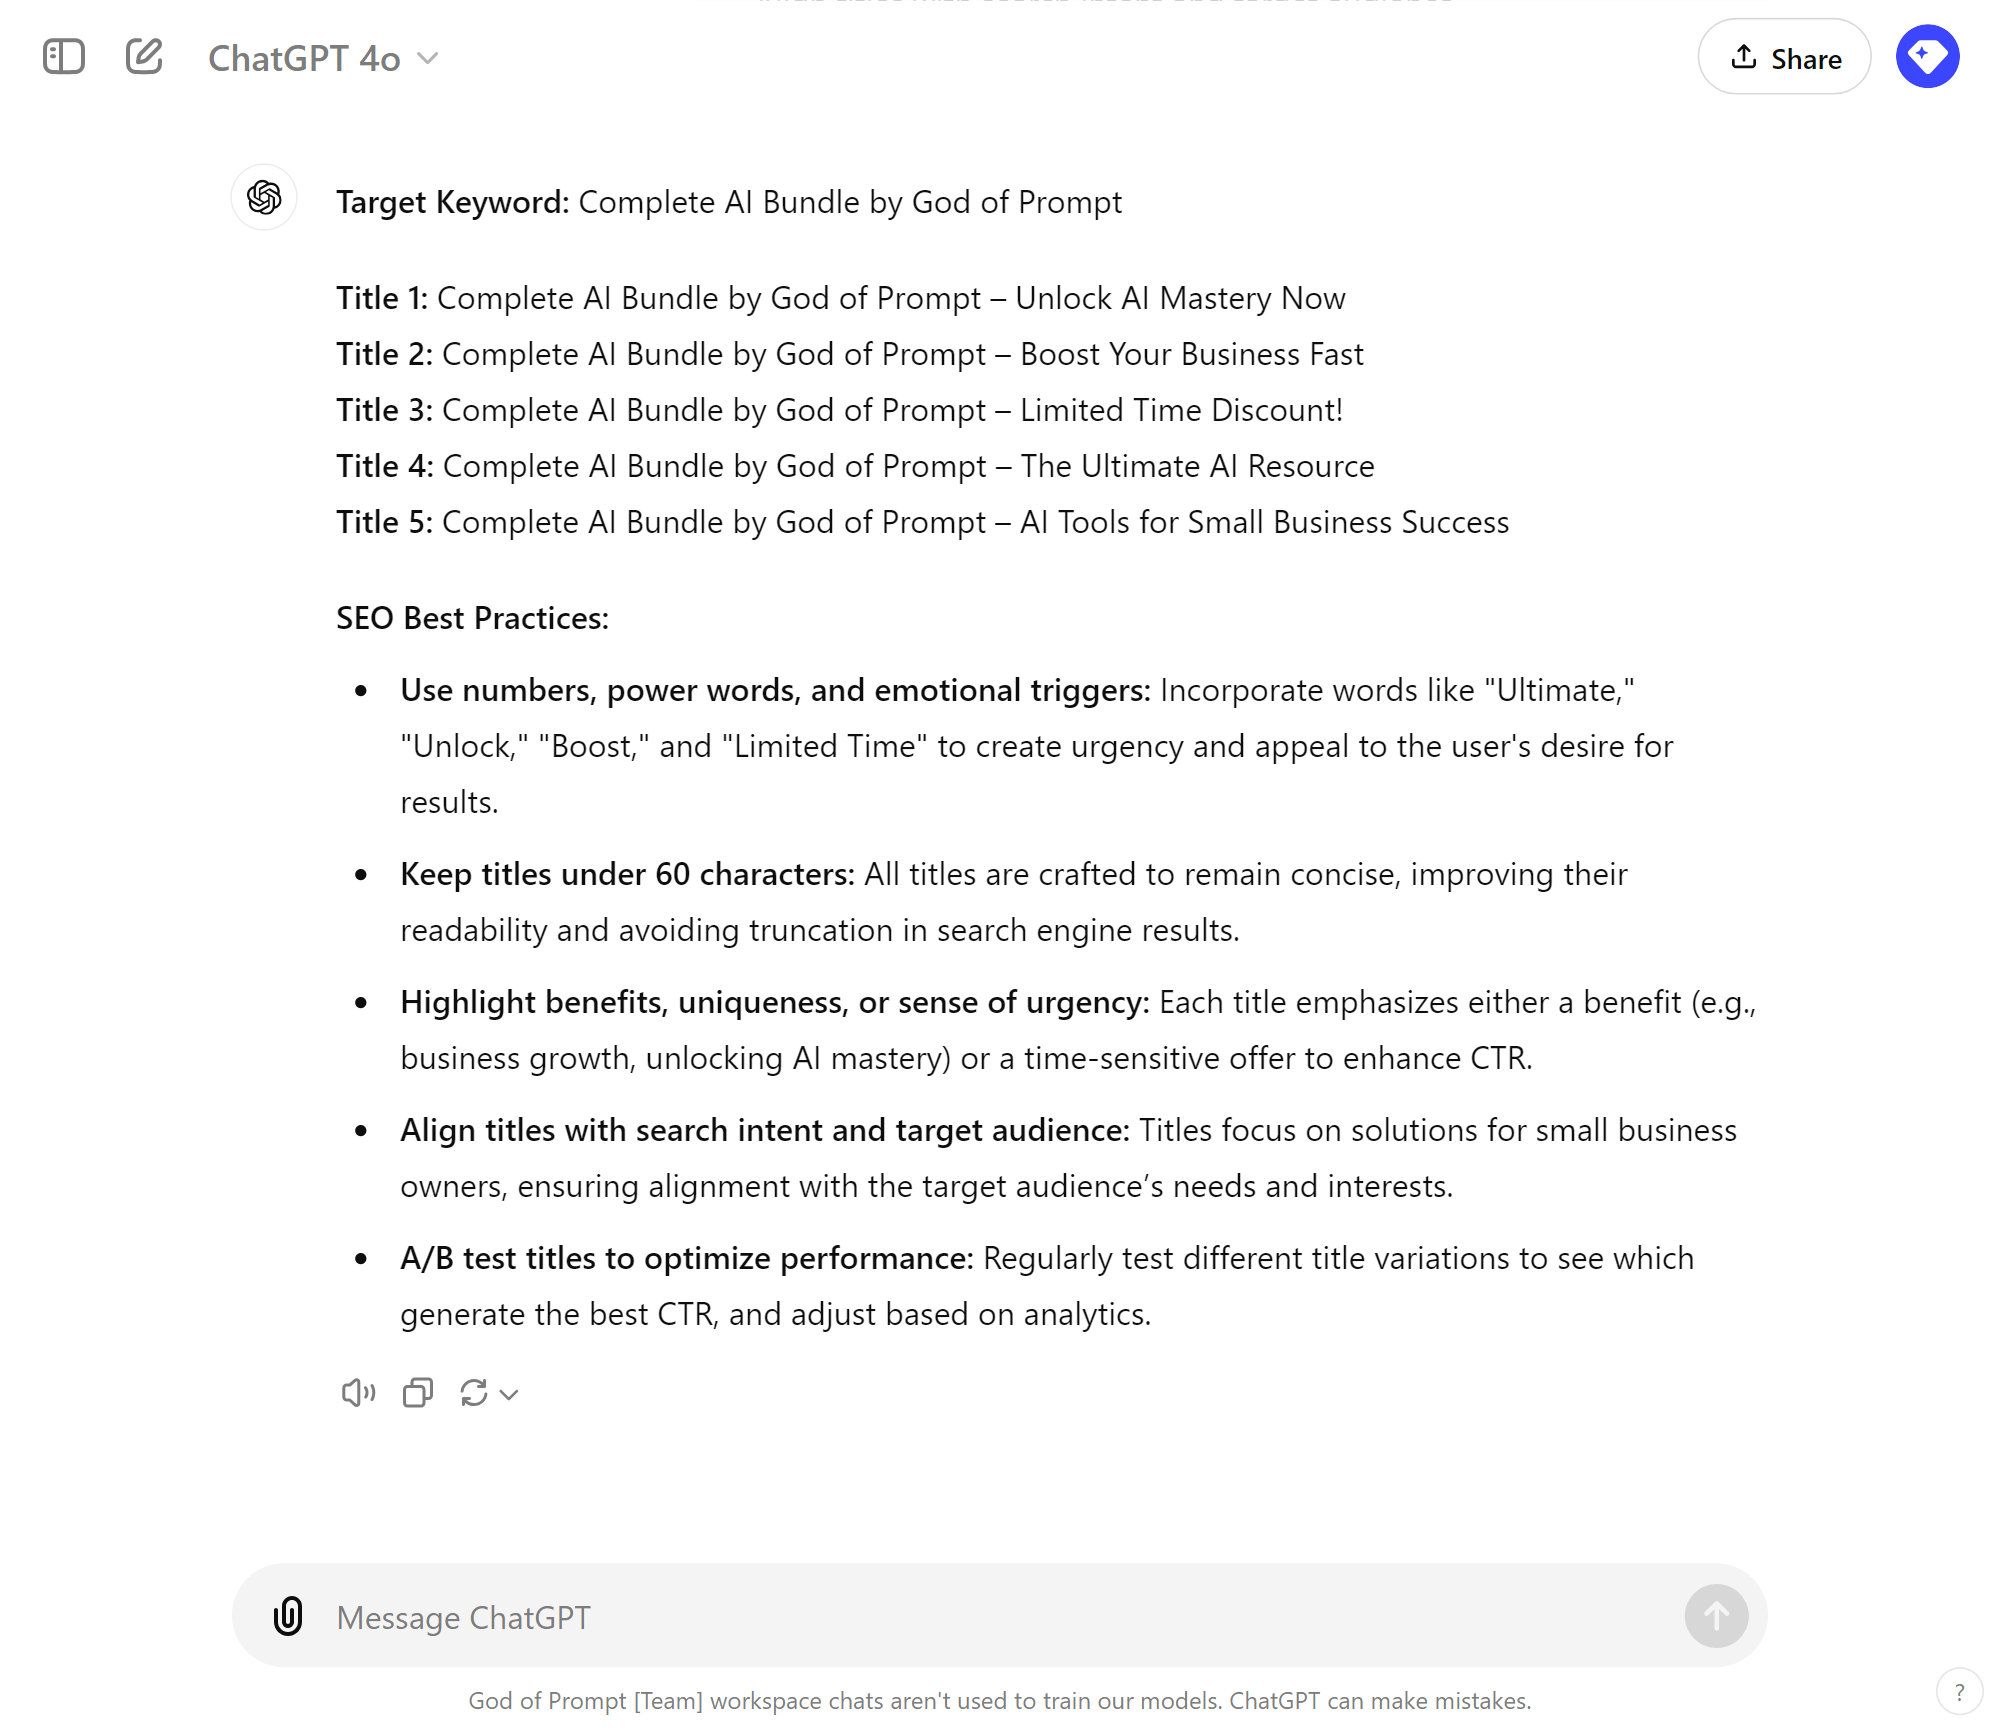 ChatGPT 4o
Share
Target Keyword: Complete AI Bundle by God of Prompt
Title 1: Complete AI Bundle by God of Prompt – Unlock AI Mastery Now
Title 2: Complete AI Bundle by God of Prompt – Boost Your Business Fast
Title 3: Complete AI Bundle by God of Prompt – Limited Time Discount!
Title 4: Complete AI Bundle by God of Prompt – The Ultimate AI Resource
Title 5: Complete AI Bundle by God of Prompt – AI Tools for Small Business Success
SEO Best Practices:
• Use numbers, power words, and emotional triggers: Incorporate words like "Ultimate,"
"Unlock," "Boost," and "Limited Time" to create urgency and appeal to the user's desire for
results.
• Keep titles under 60 characters: All titles are crafted to remain concise, improving their
readability and avoiding truncation in search engine results.
• Highlight benefits, uniqueness, or sense of urgency: Each title emphasizes either a benefit (e.g.,
business growth, unlocking AI mastery) or a time-sensitive offer to enhance CTR.
• Align titles with search intent and target audience: Titles focus on solutions for small business
owners, ensuring alignment with the target audience’s needs and interests.
• A/B test titles to optimize performance: Regularly test different title variations to see which
generate the best CTR, and adjust based on analytics.
Message ChatGPT
God of Prompt [Team] workspace chats aren't used to train our models. ChatGPT can make mistakes.
?